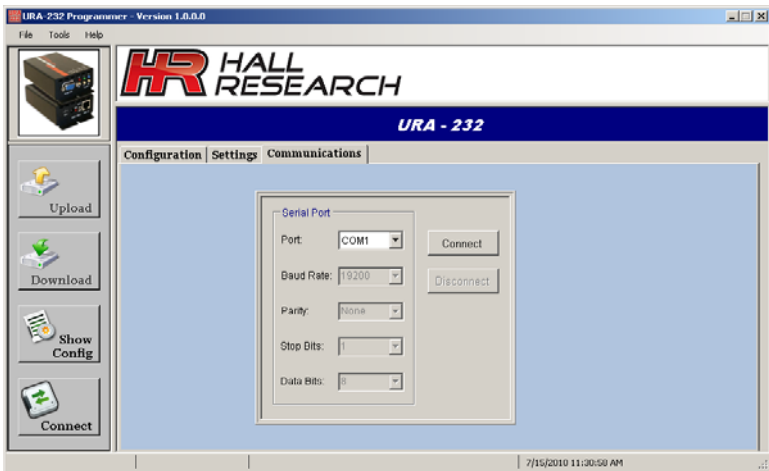 URA-232 Programmer - Version 1.0.0.0
File Tools Help
HR HALL
RESEARCH
URA - 232
Configuration Settings Communications
Upload
Download
Show
Config
Connect
Serial Port
Port: COM1
Connect
Baud Rate: 19200
Disconnect
Parity: None
Stop Bits: 1
Data Bits: 8
7/15/2010 11:30:58 AM